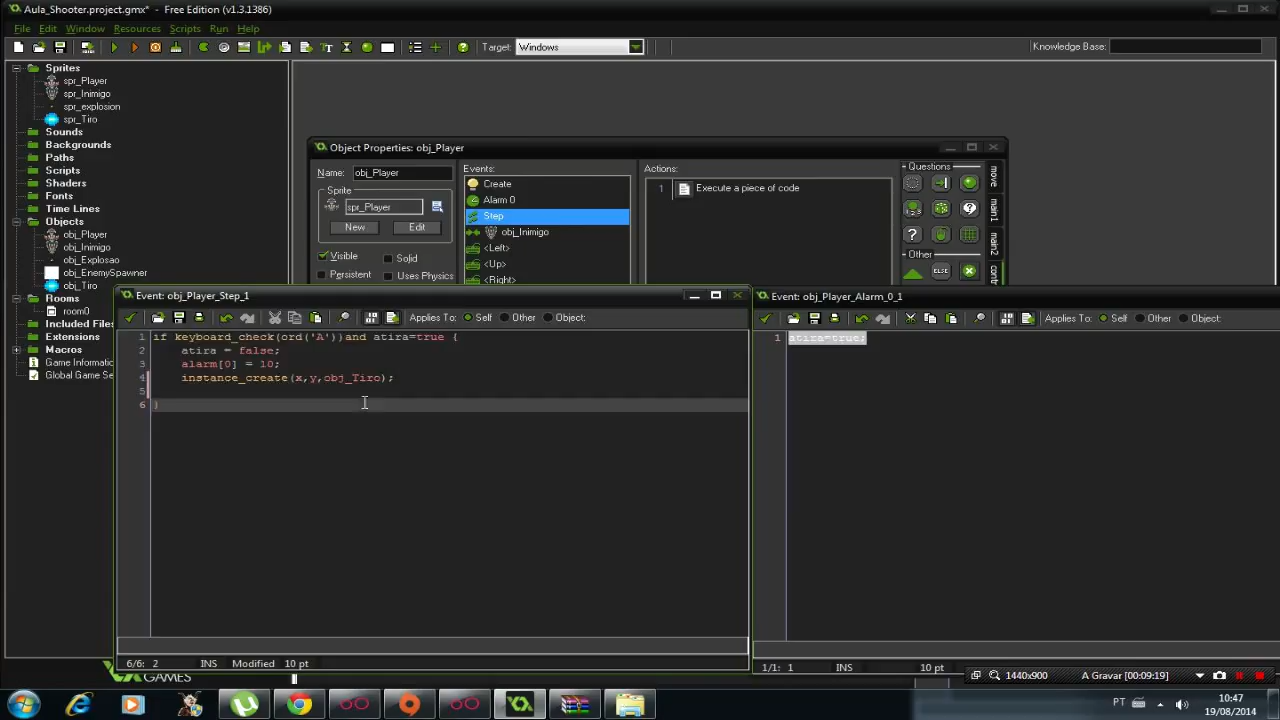 Aula_Shooter.project.gmx* - Free Edition (v1.3.1386)
File Edit Window Resources Scripts Run Help
Target: Windows
Knowledge Base:
Sprites
spr_Player
spr_Inimigo
spr_explosion
spr_Tiro
Sounds
Backgrounds
Paths
Scripts
Shaders
Fonts
Time Lines
Objects
obj_Player
obj_Inimigo
obj_Explosao
obj_EnemySpawner
obj_Tiro
Rooms
room0
Included Files
Extensions
Macros
Game Informatio
Global Game Se
Object Properties: obj_Player
Name: obj_Player
Sprite
spr_Player
New Edit
Visible Solid
Persistent Uses Physics
Events:
Create
Alarm 0
Step
obj_Inimigo
<Left>
<Up>
<Right>
Actions:
1 Execute a piece of code
Questions
Other
ELSE
move
main1
main2
Event: obj_Player_Step_1
Applies To: Self Other Object:
1 if keyboard_check(ord('A'))and atira=true {
2 atira = false;
3 alarm[0] = 10;
4 instance_create(x,y,obj_Tiro);
5
6 }
6/6: 2 INS Modified 10 pt
Event: obj_Player_Alarm_0_1
Applies To: Self Other Object:
1 atira=true;
1/1: 1 INS 10 pt
GAMES
1440x900 A Gravar [00:09:19]
PT
10:47
19/08/2014